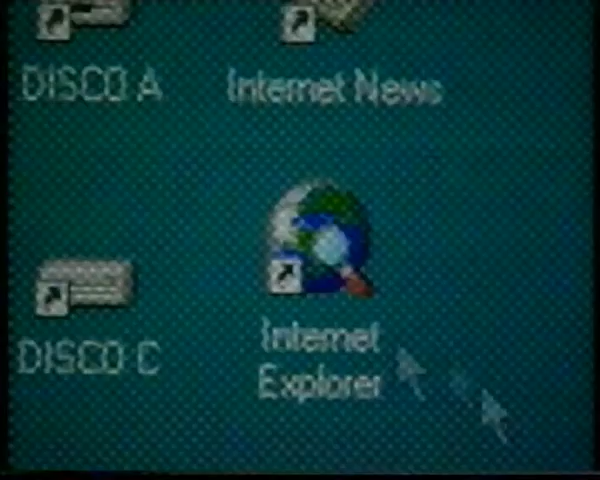 DISCO A
Internet News
DISCO C
Internet
Explorer